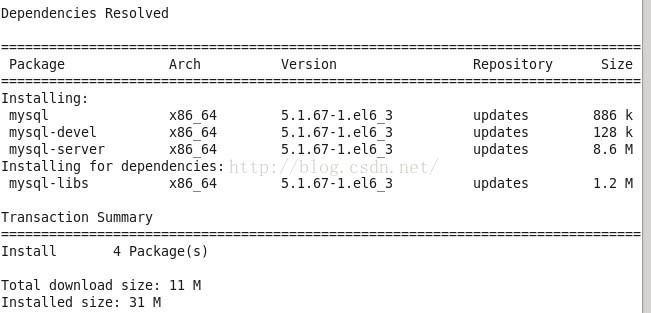 Dependencies Resolved
================================================================================
Package Arch Version Repository Size
================================================================================
Installing:
mysql x86_64 5.1.67-1.el6_3 updates 886 k
mysql-devel x86_64 5.1.67-1.el6_3 updates 128 k
mysql-server x86_64 5.1.67-1.el6_3 updates 8.6 M
Installing for dependencies: http://blog.csdn.net/
mysql-libs x86_64 5.1.67-1.el6_3 updates 1.2 M
Transaction Summary
================================================================================
Install 4 Package(s)
Total download size: 11 M
Installed size: 31 M